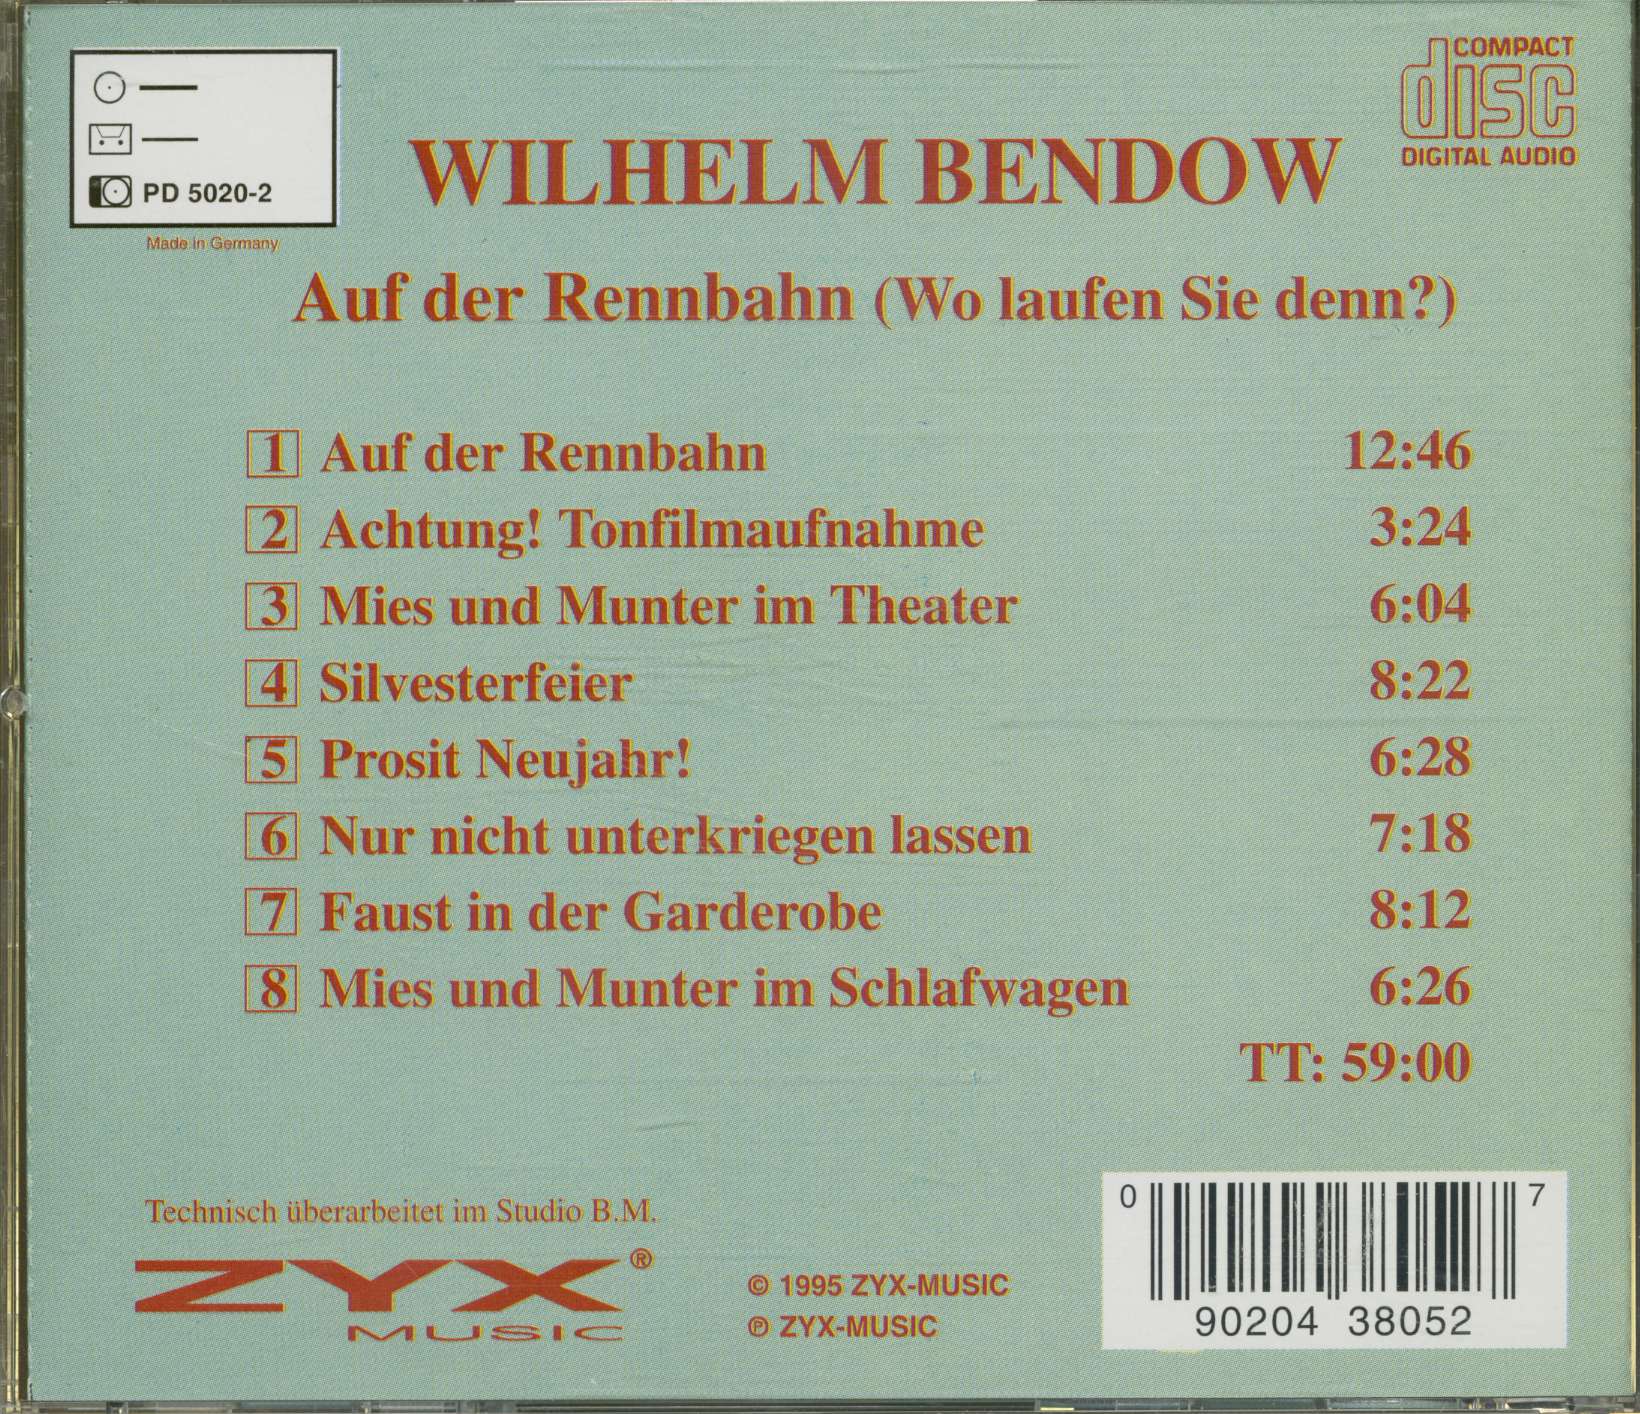 COMPACT
disc
DIGITAL AUDIO
PD 5020-2
Made in Germany
WILHELM BENDOW
Auf der Rennbahn (Wo laufen Sie denn?)
1 Auf der Rennbahn 12:46
2 Achtung! Tonfilmaufnahme 3:24
3 Mies und Munter im Theater 6:04
4 Silvesterfeier 8:22
5 Prosit Neujahr! 6:28
6 Nur nicht unterkriegen lassen 7:18
7 Faust in der Garderobe 8:12
8 Mies und Munter im Schlafwagen 6:26
TT: 59:00
Technisch überarbeitet im Studio B.M.
ZYX®
MUSIC
© 1995 ZYX-MUSIC
℗ ZYX-MUSIC
0 7
90204 38052